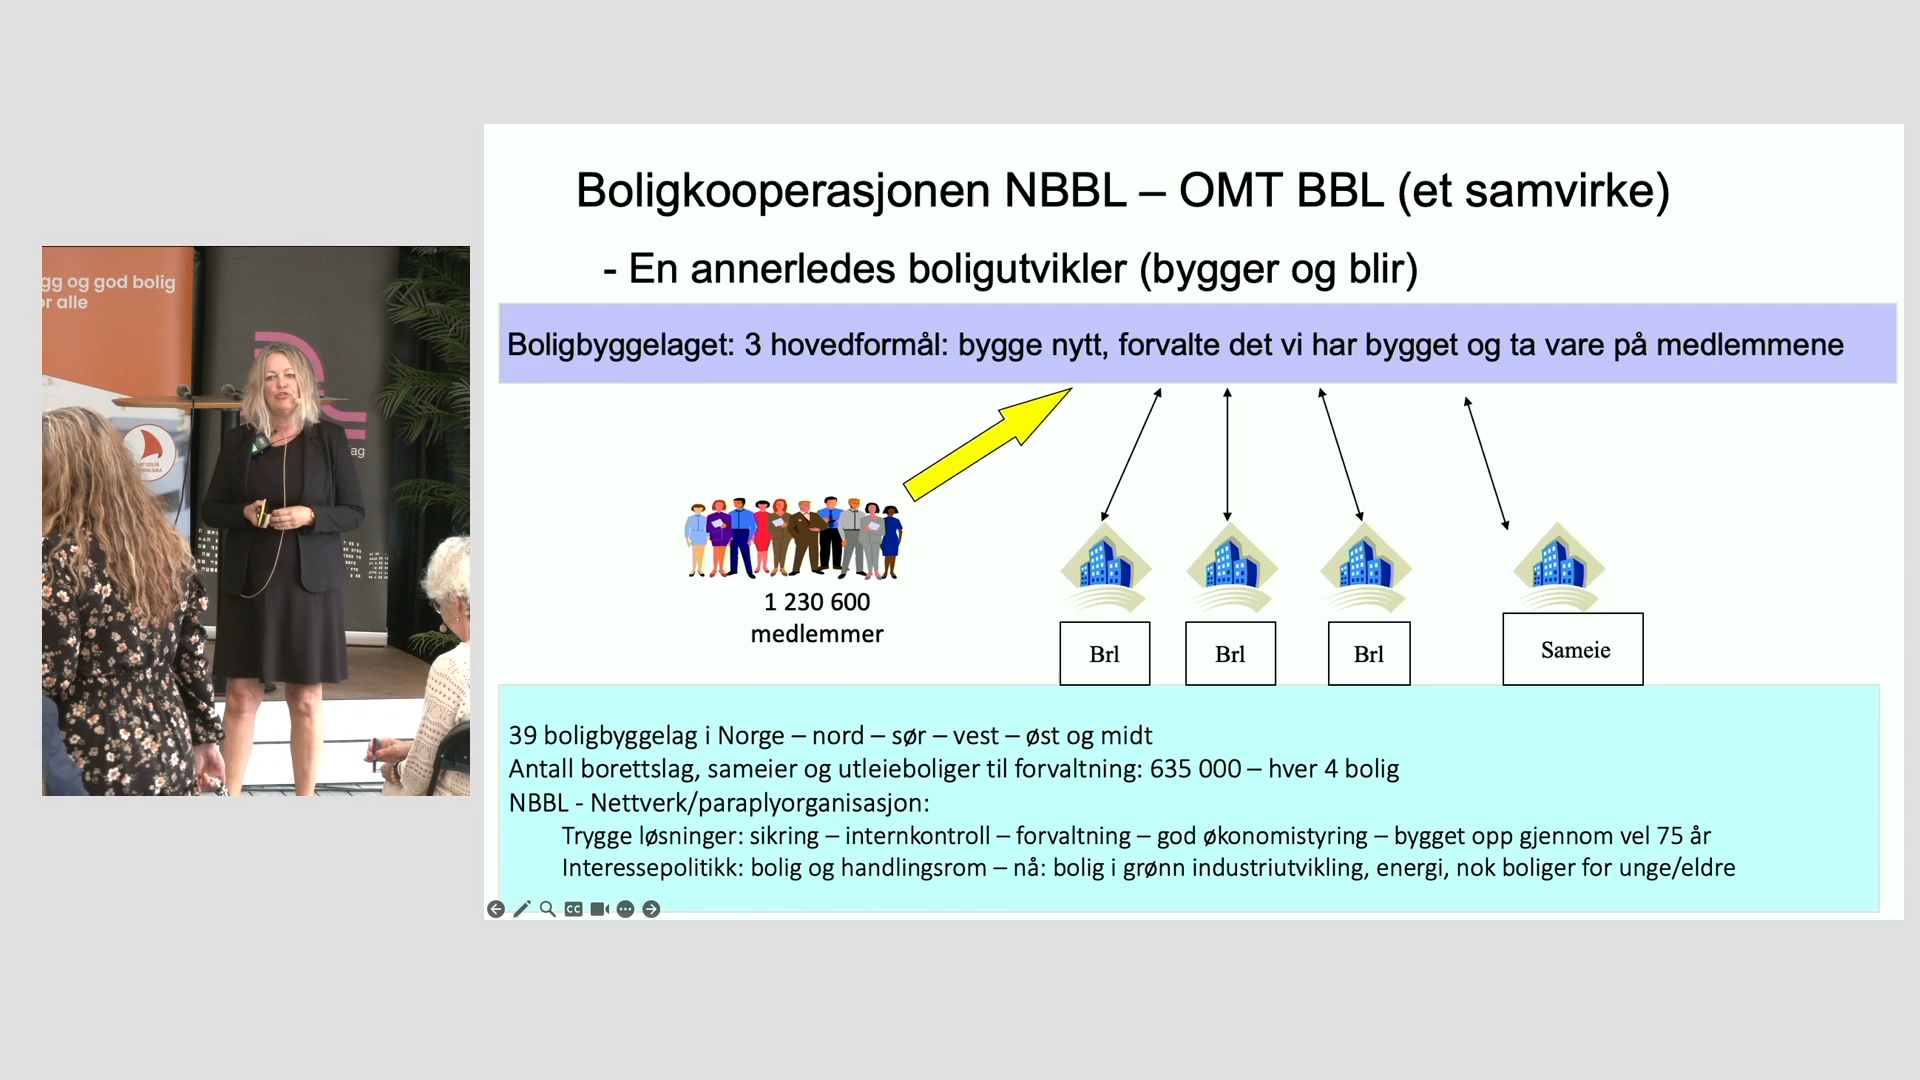 gg og god bolig
or alle
ag
Boligkooperasjonen NBBL – OMT BBL (et samvirke)
- En annerledes boligutvikler (bygger og blir)
Boligbyggelaget: 3 hovedformål: bygge nytt, forvalte det vi har bygget og ta vare på medlemmene
1 230 600
medlemmer
Brl
Brl
Brl
Sameie
39 boligbyggelag i Norge – nord – sør – vest – øst og midt
Antall borettslag, sameier og utleieboliger til forvaltning: 635 000 – hver 4 bolig
NBBL - Nettverk/paraplyorganisasjon:
Trygge løsninger: sikring – internkontroll – forvaltning – god økonomistyring – bygget opp gjennom vel 75 år
Interessepolitikk: bolig og handlingsrom – nå: bolig i grønn industriutvikling, energi, nok boliger for unge/eldre
CC